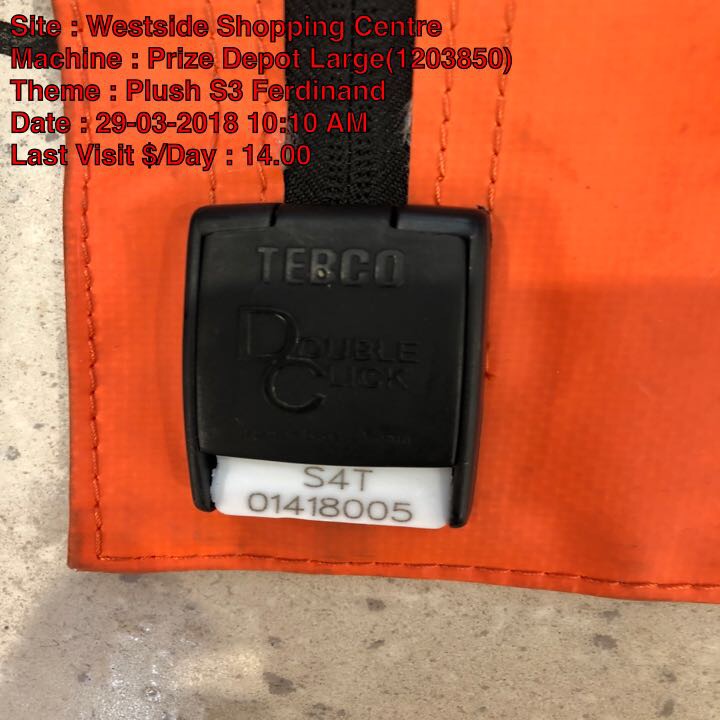 Site : Westside Shopping Centre
Machine : Prize Depot Large(1203850)
Theme : Plush S3 Ferdinand
Date : 29-03-2018 10:10 AM
Last Visit $/Day : 14.00
TEBCO
DOUBLE
CLICK
S4T
01418005